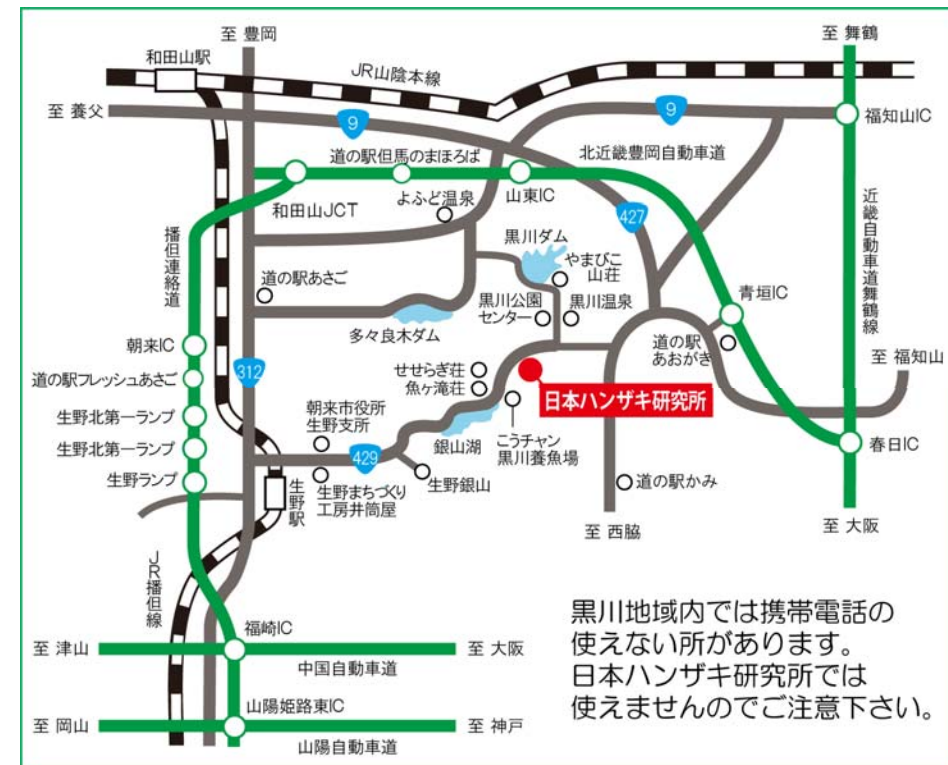 至 豊岡
至 舞鶴
和田山駅
JR山陰本線
至 養父
9
9
福知山IC
道の駅但馬のまほろば
北近畿豊岡自動車道
和田山JCT
よふど温泉
山東IC
427
近畿自動車道舞鶴線
播但連絡道
黒川ダム
やまびこ
山荘
道の駅あさご
黒川公園
センター
黒川温泉
青垣IC
多々良木ダム
道の駅
あおがき
朝来IC
至 福知山
道の駅フレッシュあさご
312
せせらぎ荘
魚ヶ滝荘
日本ハンザキ研究所
生野北第一ランプ
朝来市役所
生野支所
銀山湖
こうチャン
黒川養魚場
生野北第一ランプ
429
春日IC
生野ランプ
生野駅
生野まちづくり
工房井筒屋
生野銀山
道の駅かみ
至 西脇
至 大阪
JR播但線
福崎IC
至 津山
至 大阪
中国自動車道
山陽姫路東IC
至 岡山
至 神戸
山陽自動車道
黒川地域内では携帯電話の
使えない所があります。
日本ハンザキ研究所では
使えませんのでご注意下さい。